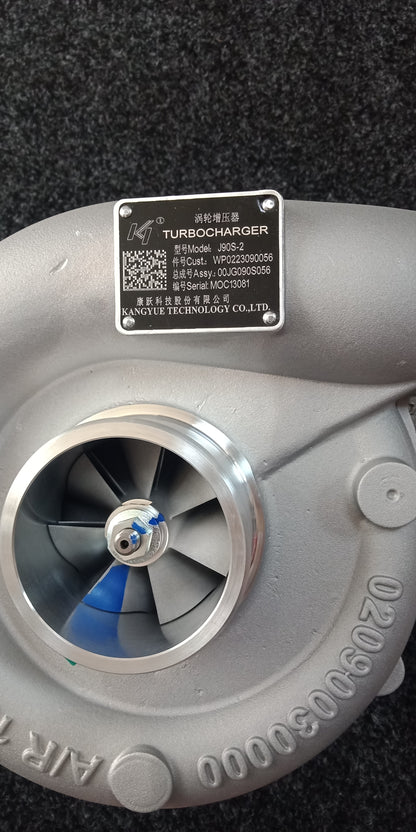 涡轮增压器
TURBOCHARGER
型号Model: J90S-2
件号Cust: WP0223090056
总成号Assy: 00JG090S056
编号Serial: MOC13081
康跃科技股份有限公司
KANGYUE TECHNOLOGY CO.,LTD.
02090030000
AIR